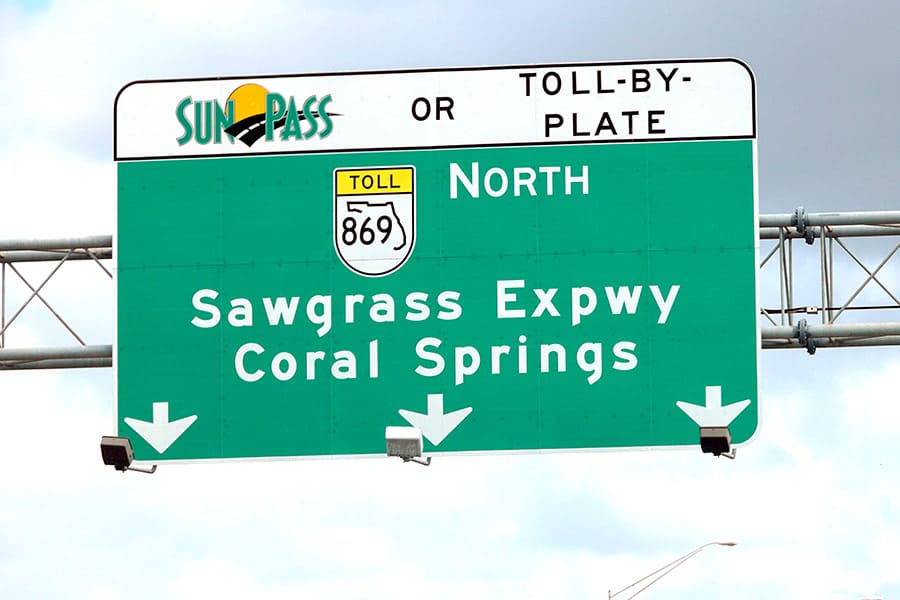 SUNPASS OR TOLL-BY-
PLATE
TOLL
869
NORTH
Sawgrass Expwy
Coral Springs